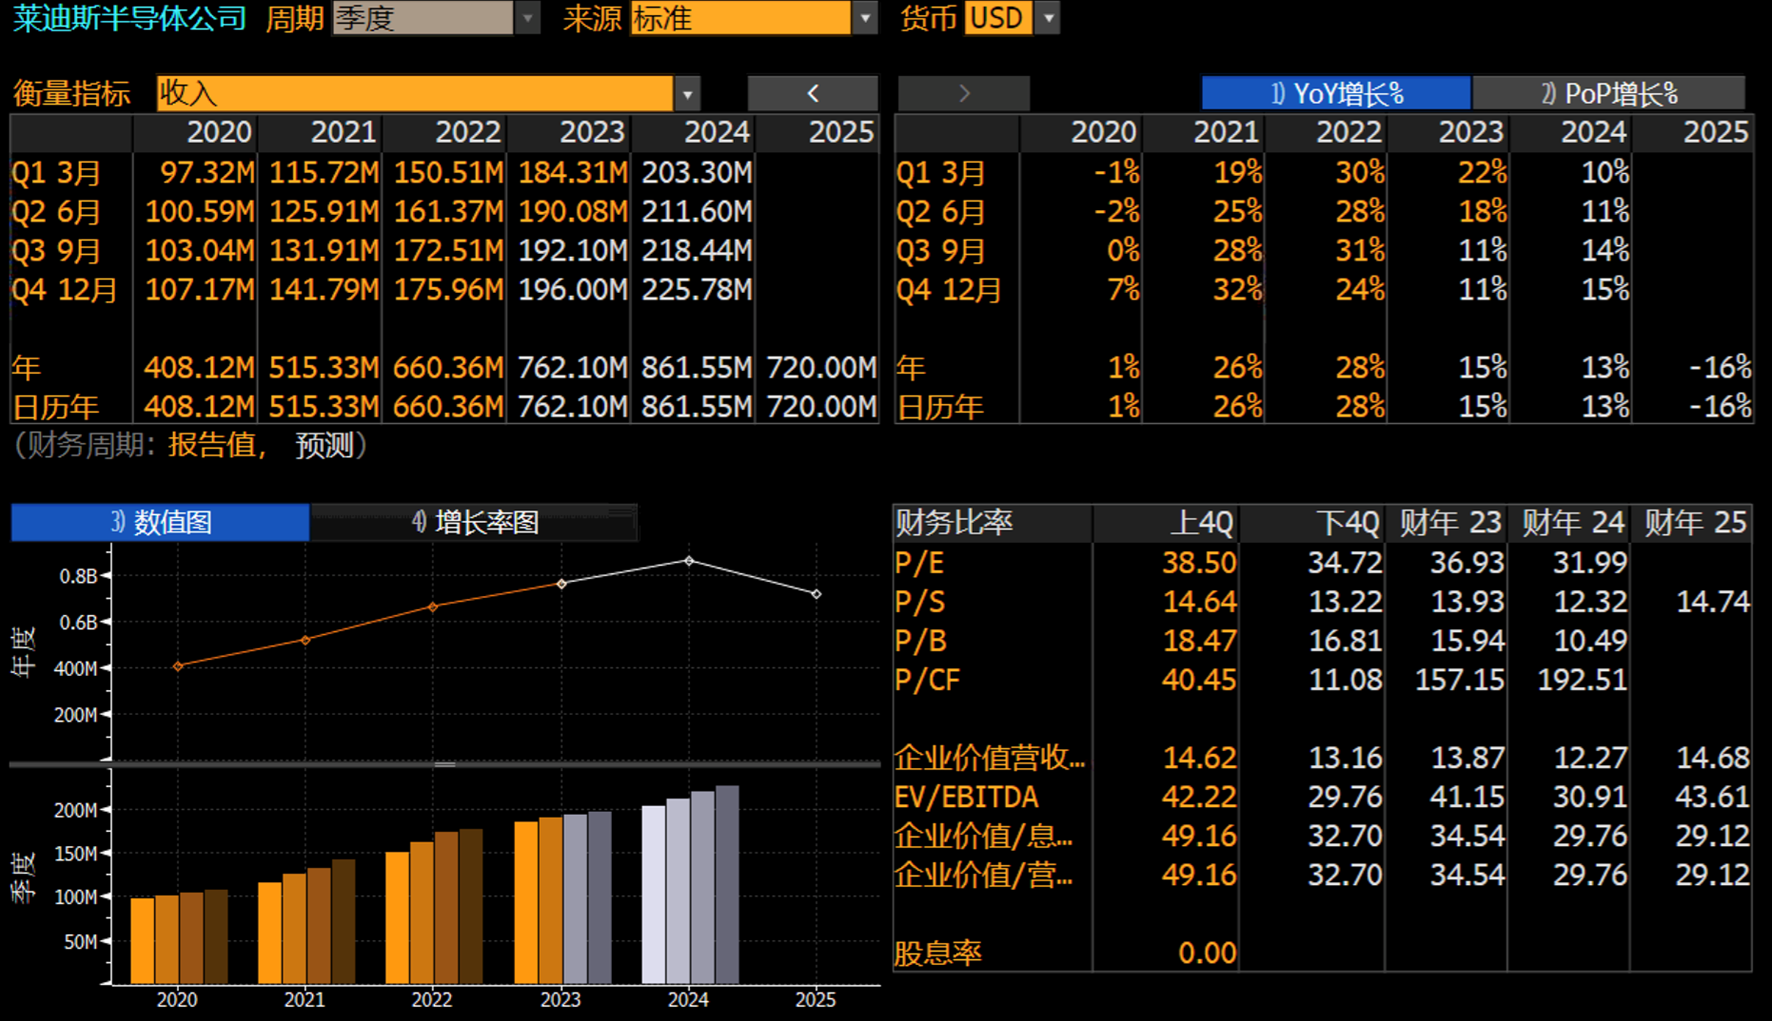 莱迪斯半导体公司 周期 季度 来源 标准 货币 USD
衡量指标 收入 < > 1) YoY增长% 2) PoP增长%
2020 2021 2022 2023 2024 2025 2020 2021 2022 2023 2024 2025
Q1 3月 97.32M 115.72M 150.51M 184.31M 203.30M Q1 3月 -1% 19% 30% 22% 10%
Q2 6月 100.59M 125.91M 161.37M 190.08M 211.60M Q2 6月 -2% 25% 28% 18% 11%
Q3 9月 103.04M 131.91M 172.51M 192.10M 218.44M Q3 9月 0% 28% 31% 11% 14%
Q4 12月 107.17M 141.79M 175.96M 196.00M 225.78M Q4 12月 7% 32% 24% 11% 15%
年 408.12M 515.33M 660.36M 762.10M 861.55M 720.00M 年 1% 26% 28% 15% 13% -16%
日历年 408.12M 515.33M 660.36M 762.10M 861.55M 720.00M 日历年 1% 26% 28% 15% 13% -16%
(财务周期: 报告值, 预测)
3) 数值图 4) 增长率图
0.8B
0.6B
400M
200M
年度
200M
150M
100M
50M
季度
2020 2021 2022 2023 2024 2025
财务比率 上4Q 下4Q 财年 23 财年 24 财年 25
P/E 38.50 34.72 36.93 31.99
P/S 14.64 13.22 13.93 12.32 14.74
P/B 18.47 16.81 15.94 10.49
P/CF 40.45 11.08 157.15 192.51
企业价值营收... 14.62 13.16 13.87 12.27 14.68
EV/EBITDA 42.22 29.76 41.15 30.91 43.61
企业价值/息... 49.16 32.70 34.54 29.76 29.12
企业价值/营... 49.16 32.70 34.54 29.76 29.12
股息率 0.00